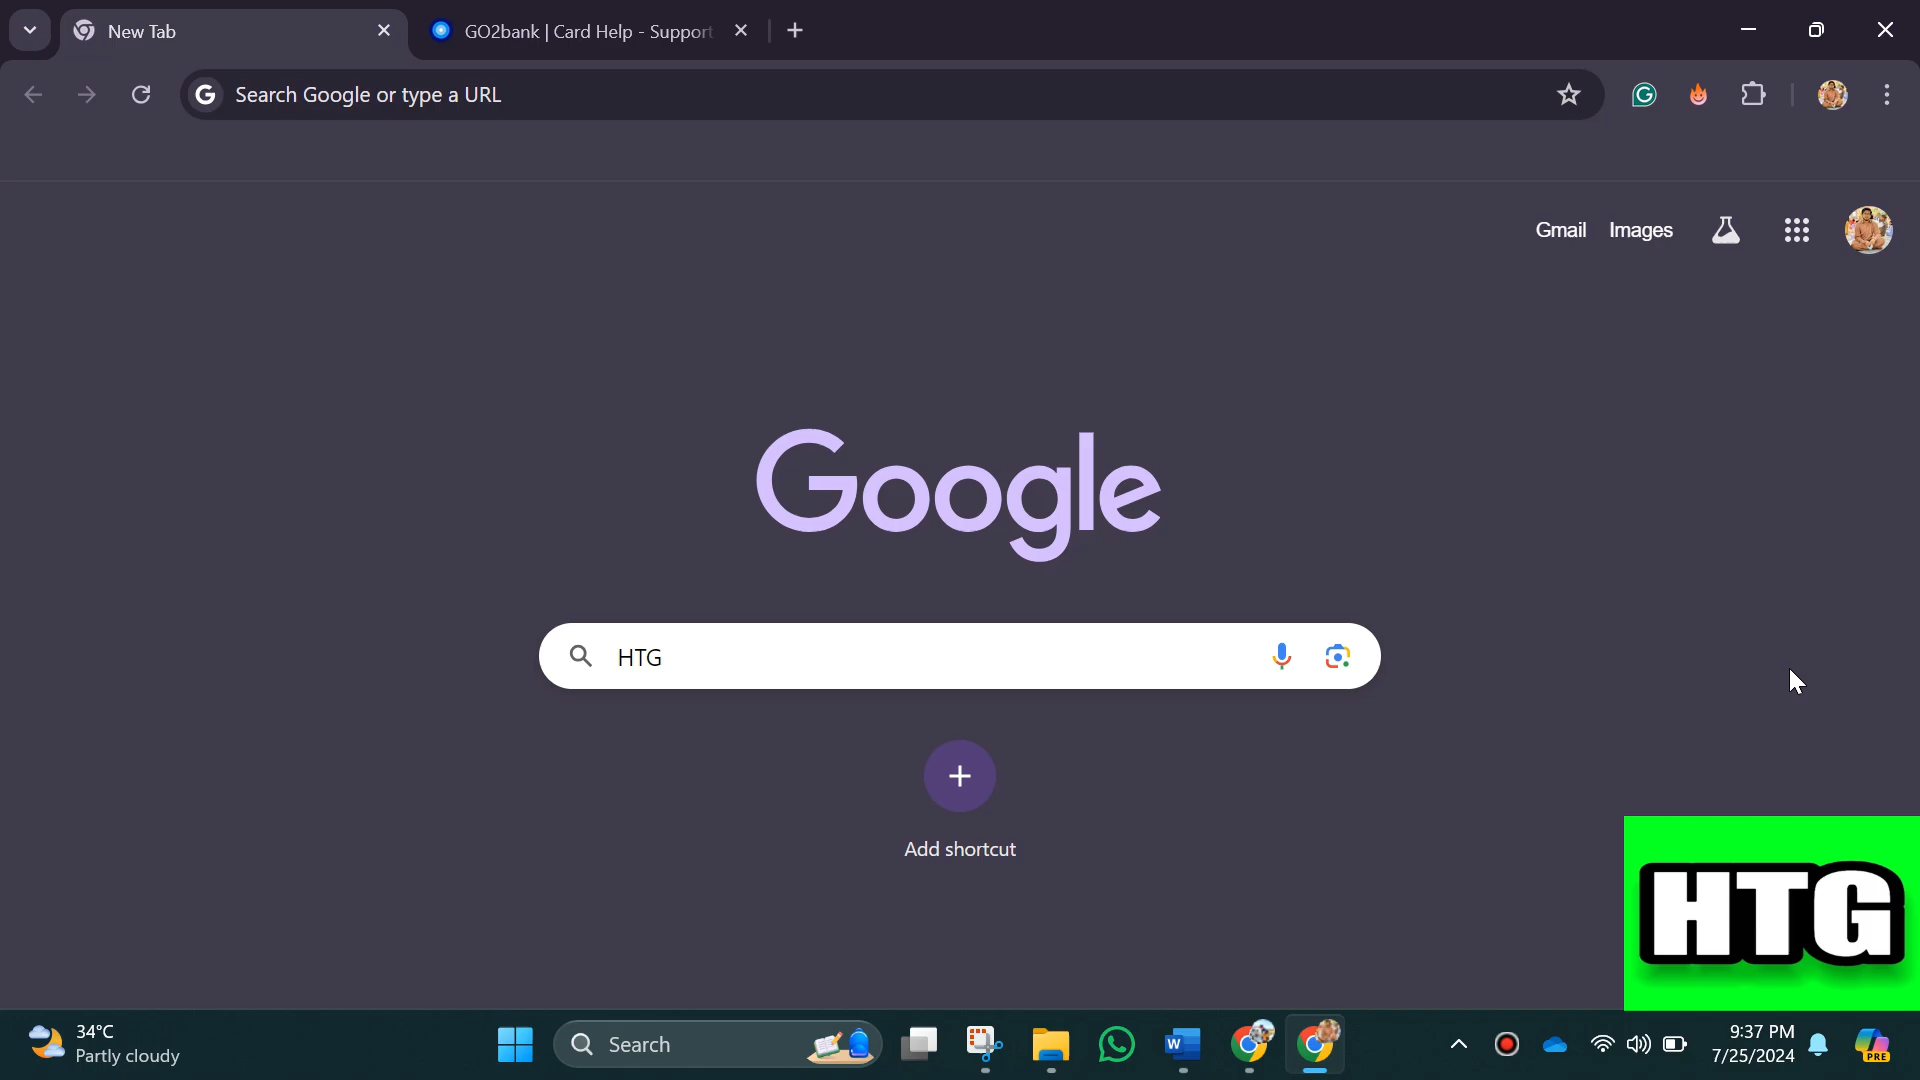 New Tab
GO2bank | Card Help - Support
Search Google or type a URL
Gmail Images
Google
HTG
Add shortcut
HTG
34°C
Partly cloudy
Search
W
9:37 PM
7/25/2024
PRE